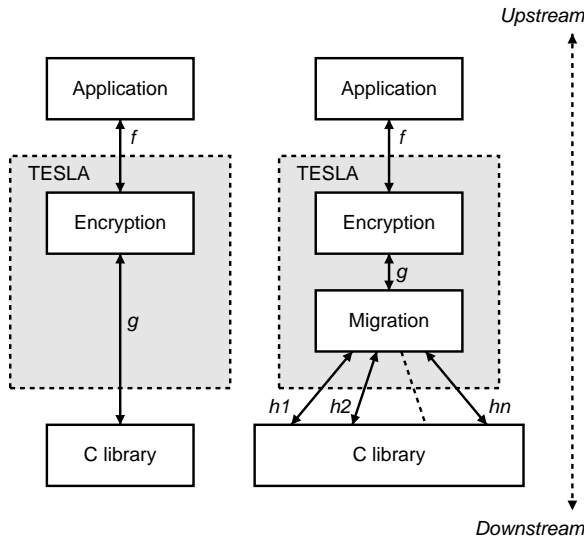 Upstream
Application
f
TESLA
Encryption
g
C library
Application
f
TESLA
Encryption
g
Migration
h1 h2 hn
C library
Downstream